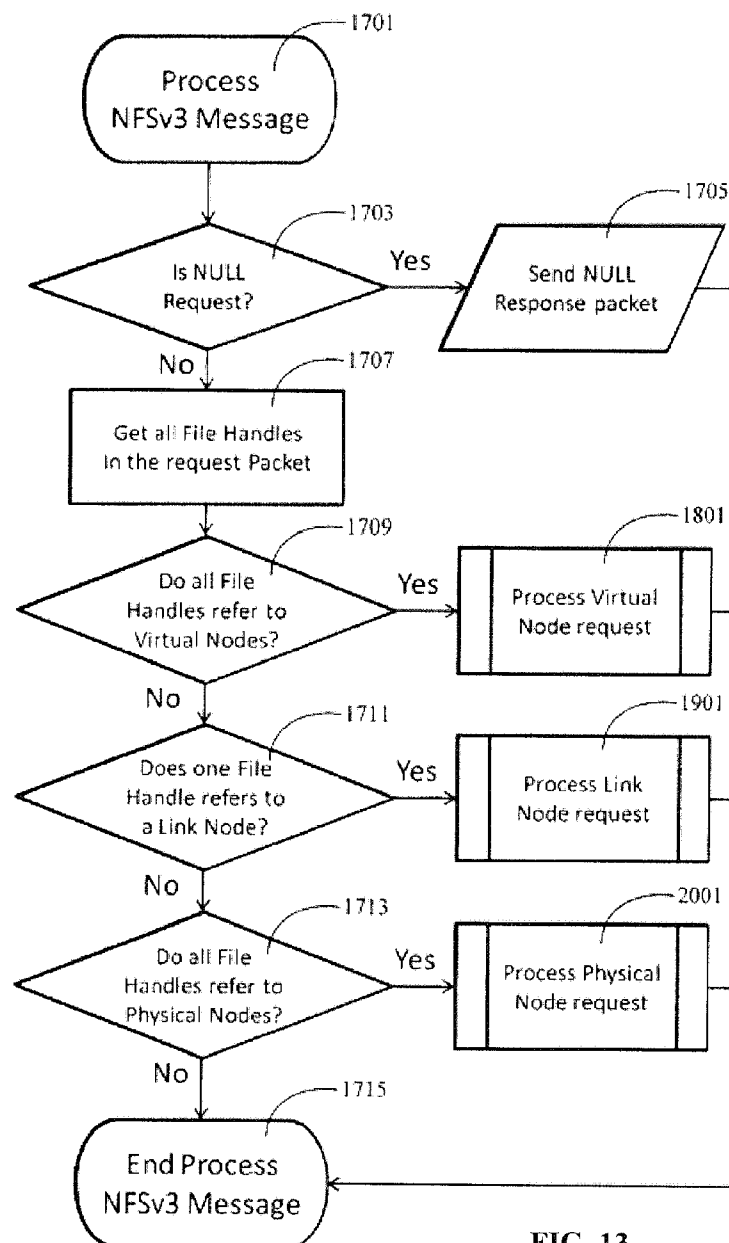 1701
Process
NFSv3 Message
1703
Is NULL
Request?
Yes
1705
Send NULL
Response packet
No
1707
Get all File Handles
In the request Packet
1709
Do all File
Handles refer to
Virtual Nodes?
Yes
1801
Process Virtual
Node request
No
1711
Does one File
Handle refers to
a Link Node?
Yes
1901
Process Link
Node request
No
1713
Do all File
Handles refer to
Physical Nodes?
Yes
2001
Process Physical
Node request
No
1715
End Process
NFSv3 Message
FIG. 13